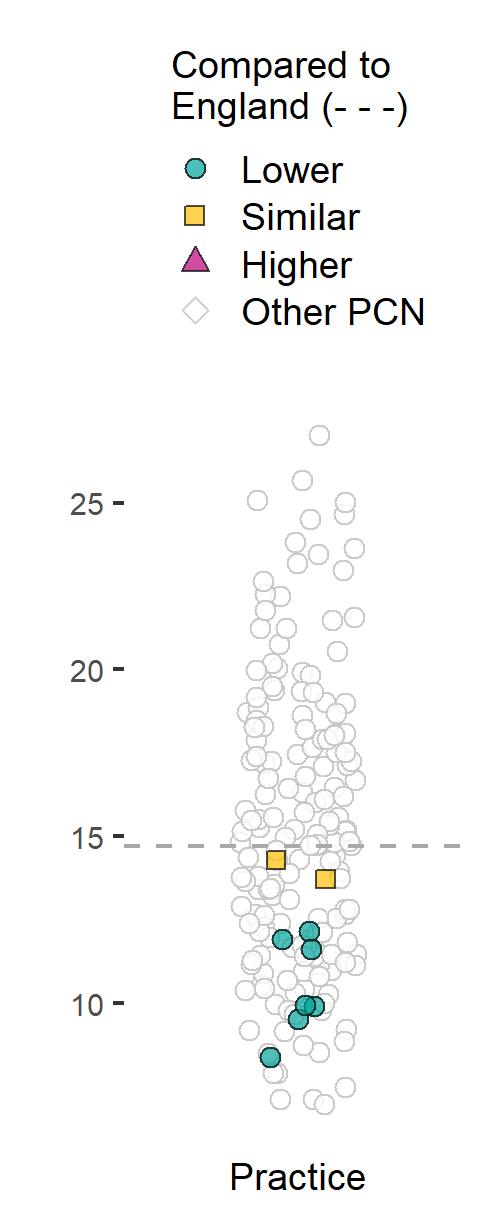 Compared to
England (- - -)
Lower
Similar
Higher
Other PCN
25
20
15
10
Practice